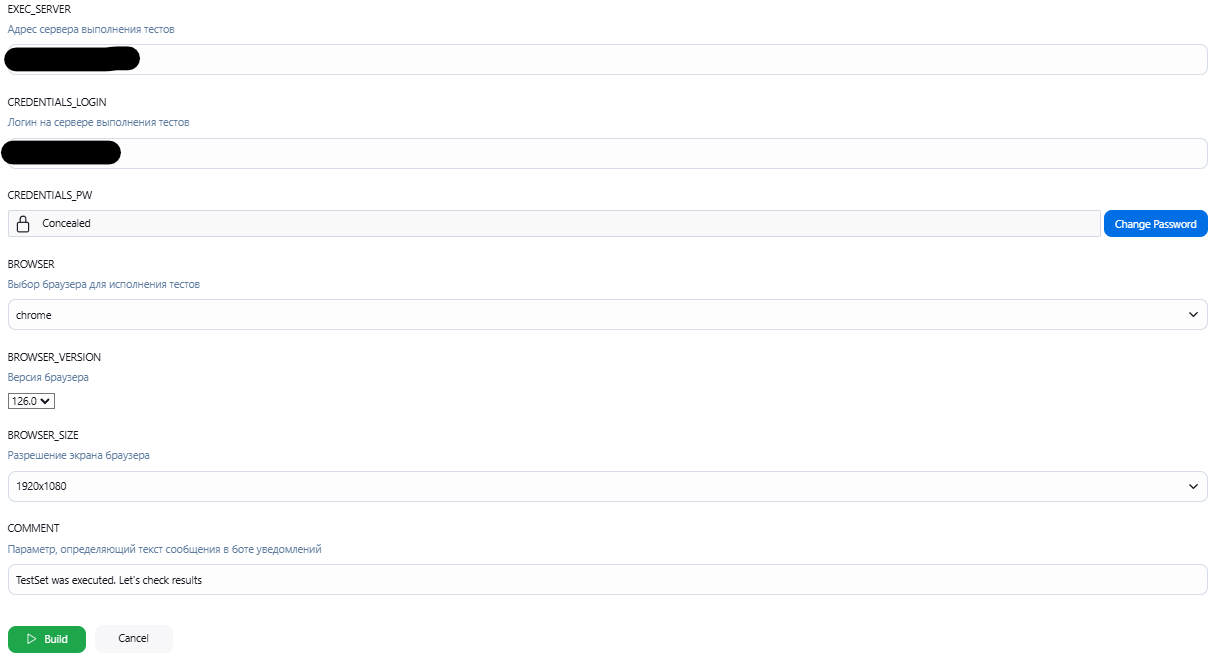 EXEC_SERVER
Адрес сервера выполнения тестов
CREDENTIALS_LOGIN
Логин на сервере выполнения тестов
CREDENTIALS_PW
Concealed
Change Password
BROWSER
Выбор браузера для исполнения тестов
chrome
BROWSER_VERSION
Версия браузера
126.0
BROWSER_SIZE
Разрешение экрана браузера
1920x1080
COMMENT
Параметр, определяющий текст сообщения в боте уведомлений
TestSet was executed. Let's check results
Build
Cancel